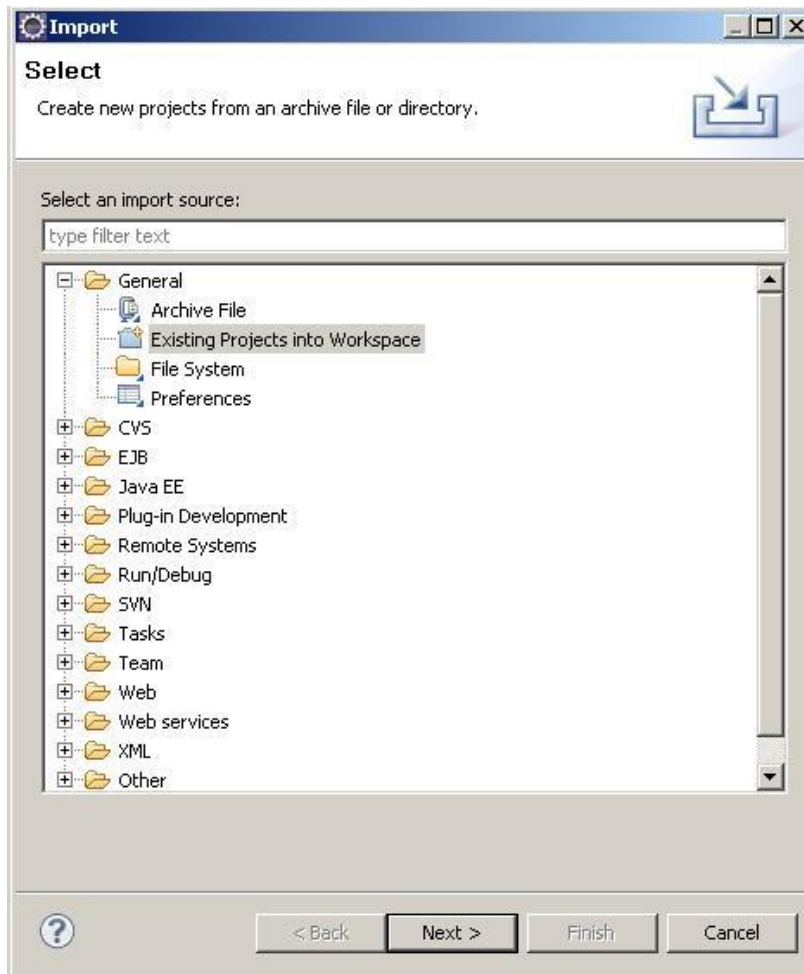 Import
Select
Create new projects from an archive file or directory.
Select an import source:
type filter text
General
Archive File
Existing Projects into Workspace
File System
Preferences
CVS
EJB
Java EE
Plug-in Development
Remote Systems
Run/Debug
SVN
Tasks
Team
Web
Web services
XML
Other
? < Back Next > Finish Cancel